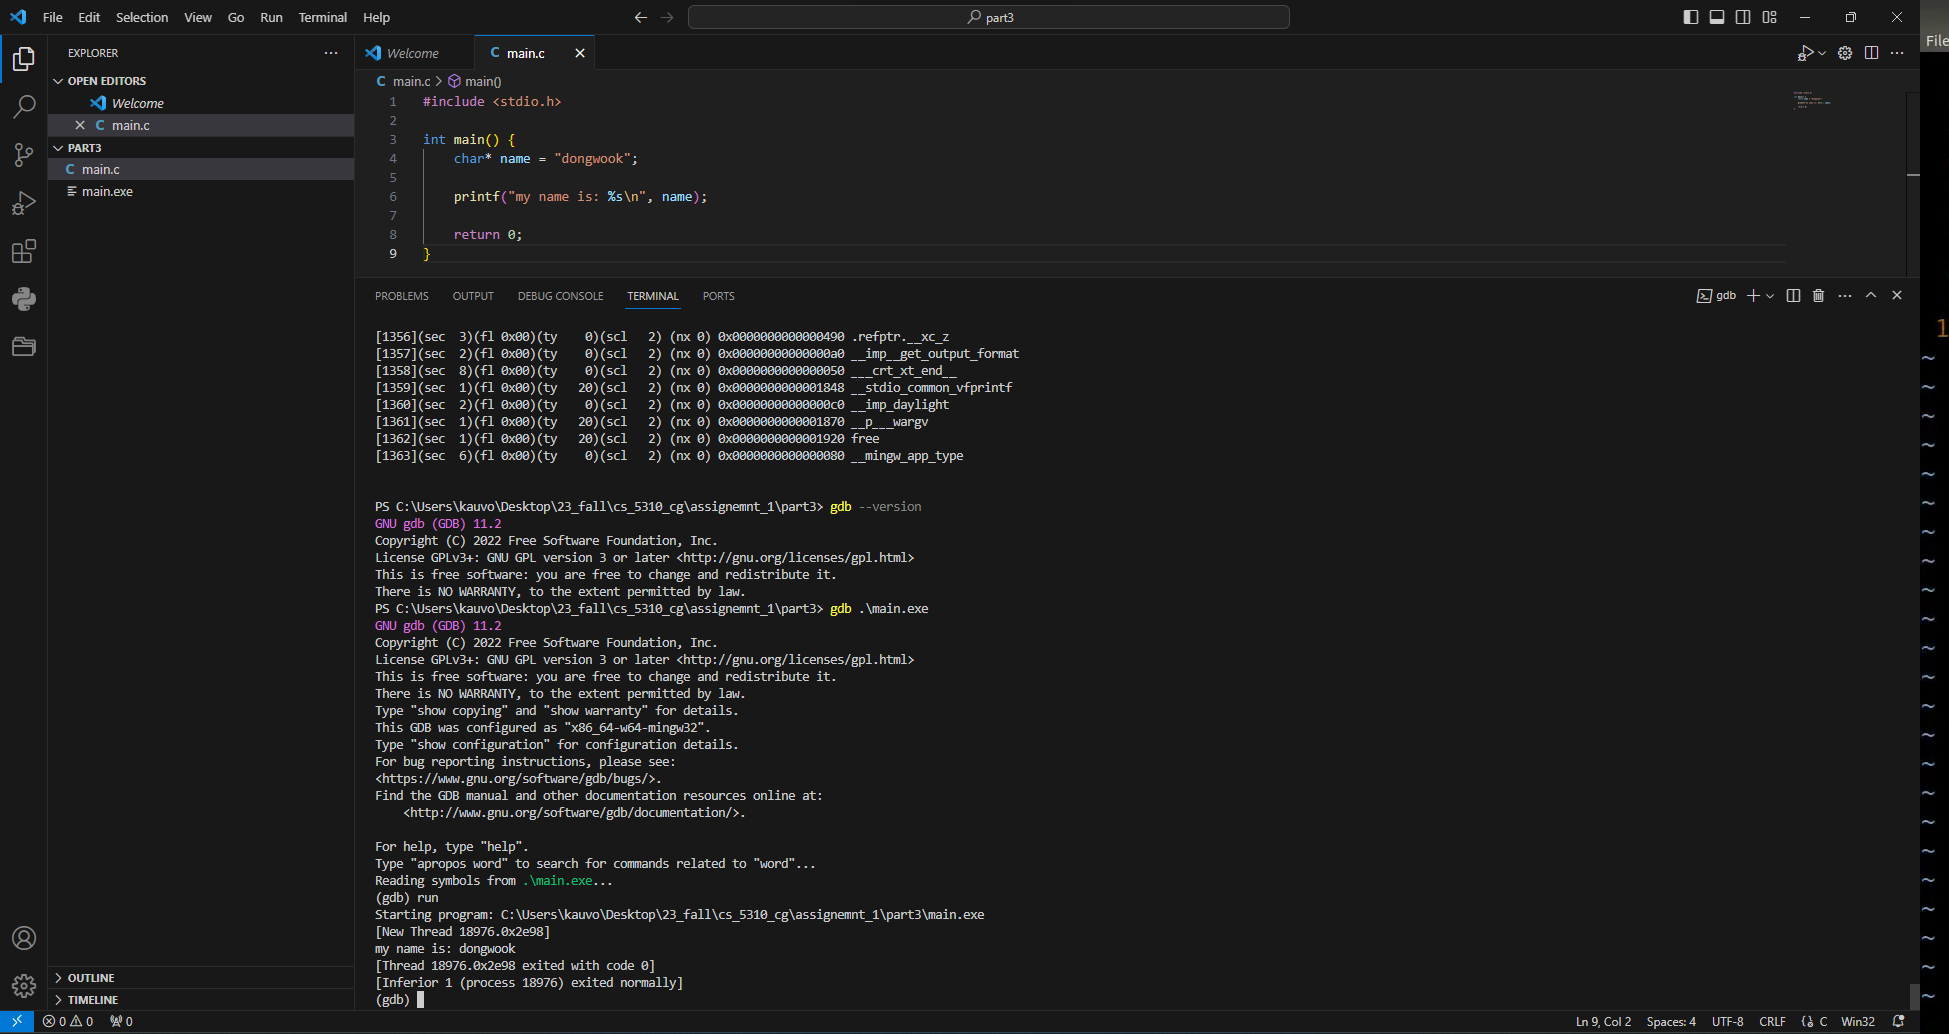 File Edit Selection View Go Run Terminal Help
part3
File
EXPLORER
OPEN EDITORS
Welcome
main.c
PART3
main.c
main.exe
OUTLINE
TIMELINE
Welcome
main.c
main.c > main()
1 #include <stdio.h>
2
3 int main() {
4     char* name = "dongwook";
5
6     printf("my name is: %s\n", name);
7
8     return 0;
9 }
PROBLEMS OUTPUT DEBUG CONSOLE TERMINAL PORTS
gdb
[1356](sec  3)(fl 0x00)(ty    0)(scl   2) (nx 0) 0x0000000000000490 .refptr.__xc_z
[1357](sec  2)(fl 0x00)(ty    0)(scl   2) (nx 0) 0x00000000000000a0 __imp__get_output_format
[1358](sec  8)(fl 0x00)(ty    0)(scl   2) (nx 0) 0x0000000000000050 ___crt_xt_end__
[1359](sec  1)(fl 0x00)(ty   20)(scl   2) (nx 0) 0x0000000000001848 __stdio_common_vfprintf
[1360](sec  2)(fl 0x00)(ty    0)(scl   2) (nx 0) 0x00000000000000c0 __imp_daylight
[1361](sec  1)(fl 0x00)(ty   20)(scl   2) (nx 0) 0x0000000000001870 __p___wargv
[1362](sec  1)(fl 0x00)(ty   20)(scl   2) (nx 0) 0x0000000000001920 free
[1363](sec  6)(fl 0x00)(ty    0)(scl   2) (nx 0) 0x0000000000000080 __mingw_app_type
PS C:\Users\kauvo\Desktop\23_fall\cs_5310_cg\assignemnt_1\part3> gdb --version
GNU gdb (GDB) 11.2
Copyright (C) 2022 Free Software Foundation, Inc.
License GPLv3+: GNU GPL version 3 or later <http://gnu.org/licenses/gpl.html>
This is free software: you are free to change and redistribute it.
There is NO WARRANTY, to the extent permitted by law.
PS C:\Users\kauvo\Desktop\23_fall\cs_5310_cg\assignemnt_1\part3> gdb .\main.exe
GNU gdb (GDB) 11.2
Copyright (C) 2022 Free Software Foundation, Inc.
License GPLv3+: GNU GPL version 3 or later <http://gnu.org/licenses/gpl.html>
This is free software: you are free to change and redistribute it.
There is NO WARRANTY, to the extent permitted by law.
Type "show copying" and "show warranty" for details.
This GDB was configured as "x86_64-w64-mingw32".
Type "show configuration" for configuration details.
For bug reporting instructions, please see:
<https://www.gnu.org/software/gdb/bugs/>.
Find the GDB manual and other documentation resources online at:
    <http://www.gnu.org/software/gdb/documentation/>.
For help, type "help".
Type "apropos word" to search for commands related to "word"...
Reading symbols from .\main.exe...
(gdb) run
Starting program: C:\Users\kauvo\Desktop\23_fall\cs_5310_cg\assignemnt_1\part3\main.exe
[New Thread 18976.0x2e98]
my name is: dongwook
[Thread 18976.0x2e98 exited with code 0]
[Inferior 1 (process 18976) exited normally]
(gdb)
0 0 0
Ln 9, Col 2 Spaces: 4 UTF-8 CRLF {} C Win32
1